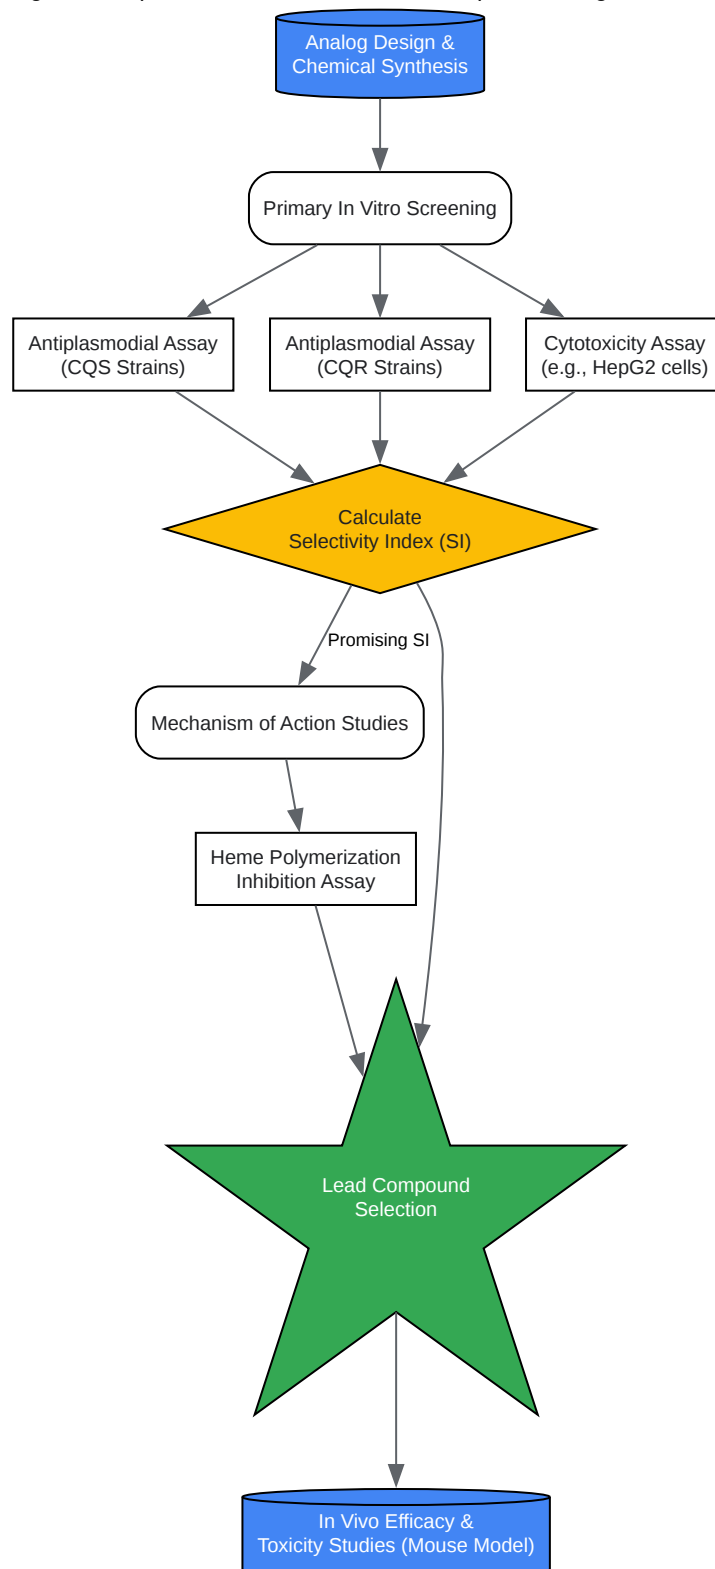 Analog Design &
Chemical Synthesis
Primary In Vitro Screening
Antiplasmodial Assay
(CQS Strains)
Antiplasmodial Assay
(CQR Strains)
Cytotoxicity Assay
(e.g., HepG2 cells)
Calculate
Selectivity Index (SI)
Promising SI
Mechanism of Action Studies
Heme Polymerization
Inhibition Assay
Lead Compound
Selection
In Vivo Efficacy &
Toxicity Studies (Mouse Model)